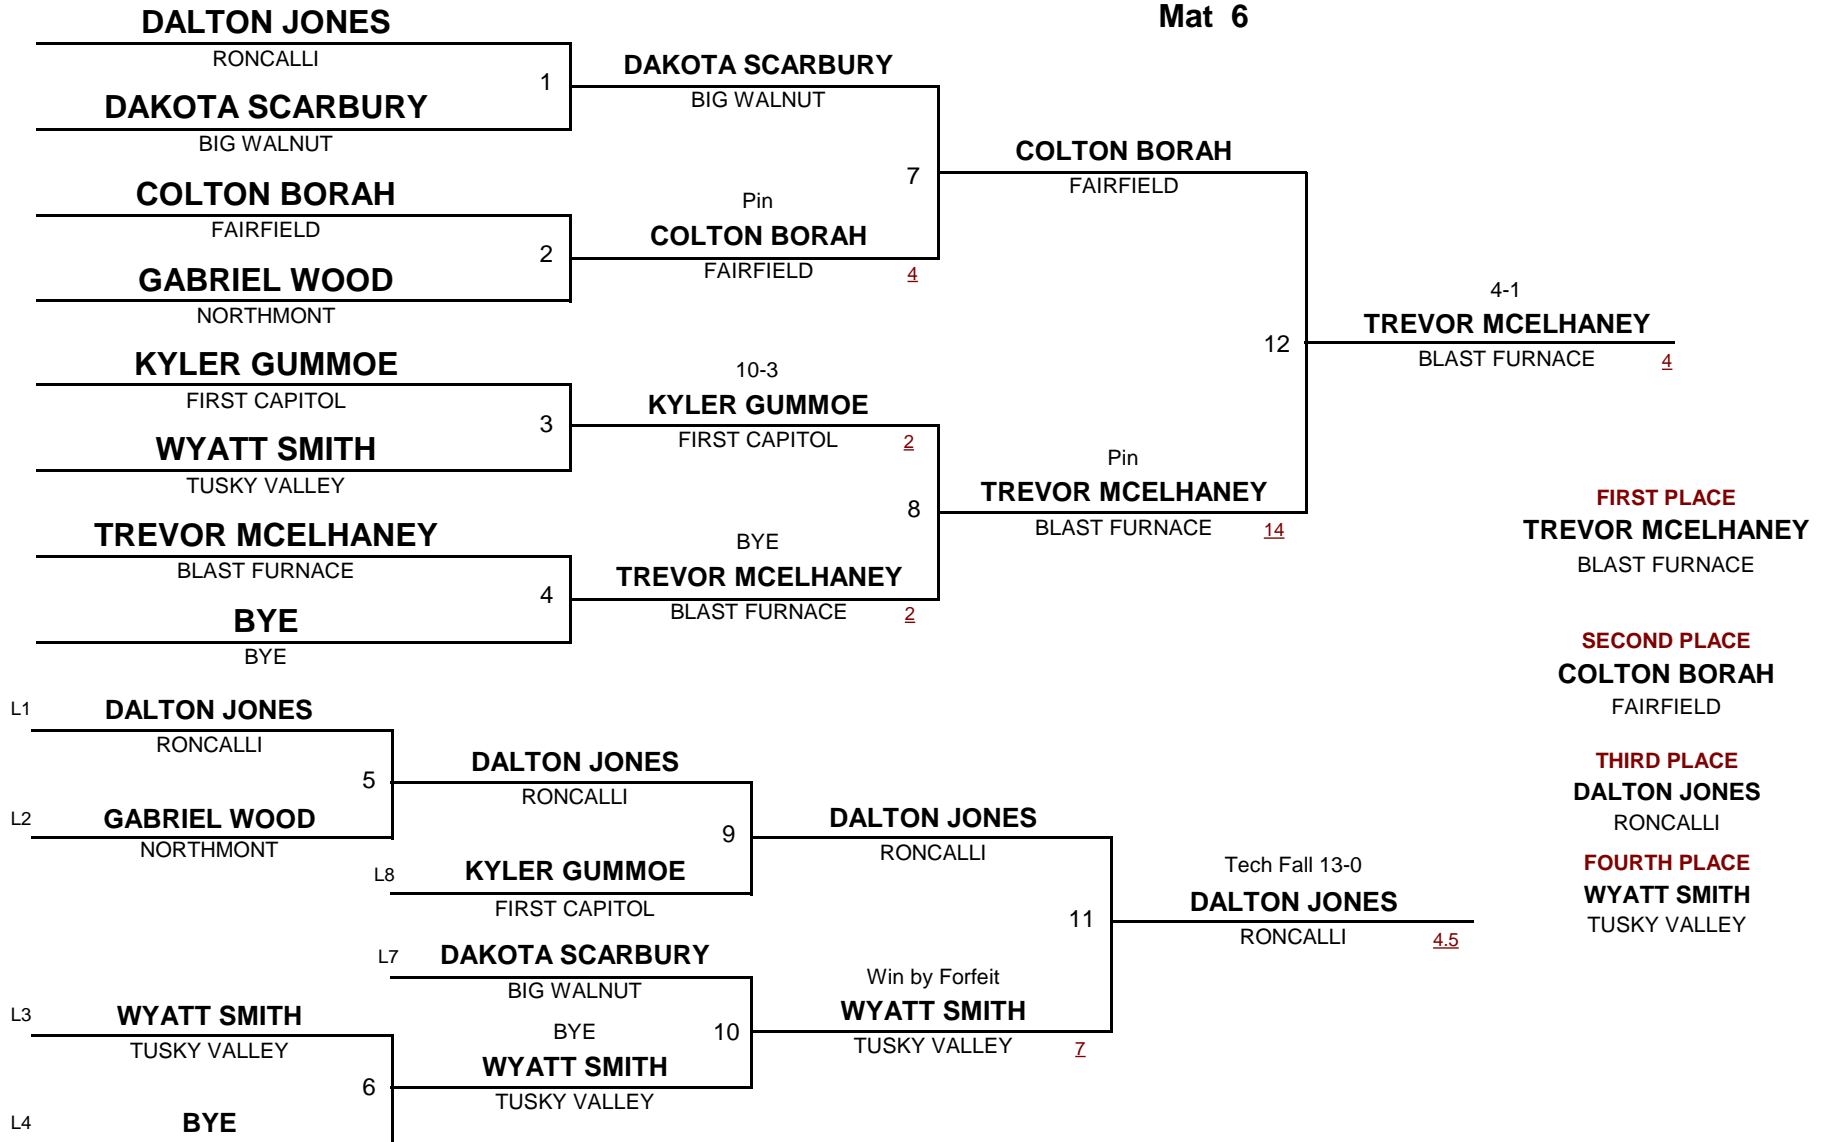 Mat 6
DALTON JONES
RONCALLI
1
DAKOTA SCARBURY
BIG WALNUT
DAKOTA SCARBURY
BIG WALNUT
7
COLTON BORAH
FAIRFIELD
COLTON BORAH
FAIRFIELD
2
Pin
COLTON BORAH
FAIRFIELD
4
GABRIEL WOOD
NORTHMONT
12
4-1
TREVOR MCELHANEY
BLAST FURNACE
4
KYLER GUMMOE
FIRST CAPITOL
3
10-3
KYLER GUMMOE
FIRST CAPITOL
2
WYATT SMITH
TUSKY VALLEY
8
Pin
TREVOR MCELHANEY
BLAST FURNACE
14
TREVOR MCELHANEY
BLAST FURNACE
4
BYE
TREVOR MCELHANEY
BLAST FURNACE
2
BYE
BYE
FIRST PLACE
TREVOR MCELHANEY
BLAST FURNACE
SECOND PLACE
COLTON BORAH
FAIRFIELD
THIRD PLACE
DALTON JONES
RONCALLI
FOURTH PLACE
WYATT SMITH
TUSKY VALLEY
L1
DALTON JONES
RONCALLI
5
DALTON JONES
RONCALLI
L2
GABRIEL WOOD
NORTHMONT
9
DALTON JONES
RONCALLI
L8
KYLER GUMMOE
FIRST CAPITOL
11
Tech Fall 13-0
DALTON JONES
RONCALLI
4.5
L7
DAKOTA SCARBURY
BIG WALNUT
10
Win by Forfeit
WYATT SMITH
TUSKY VALLEY
7
L3
WYATT SMITH
TUSKY VALLEY
6
BYE
WYATT SMITH
TUSKY VALLEY
L4
BYE